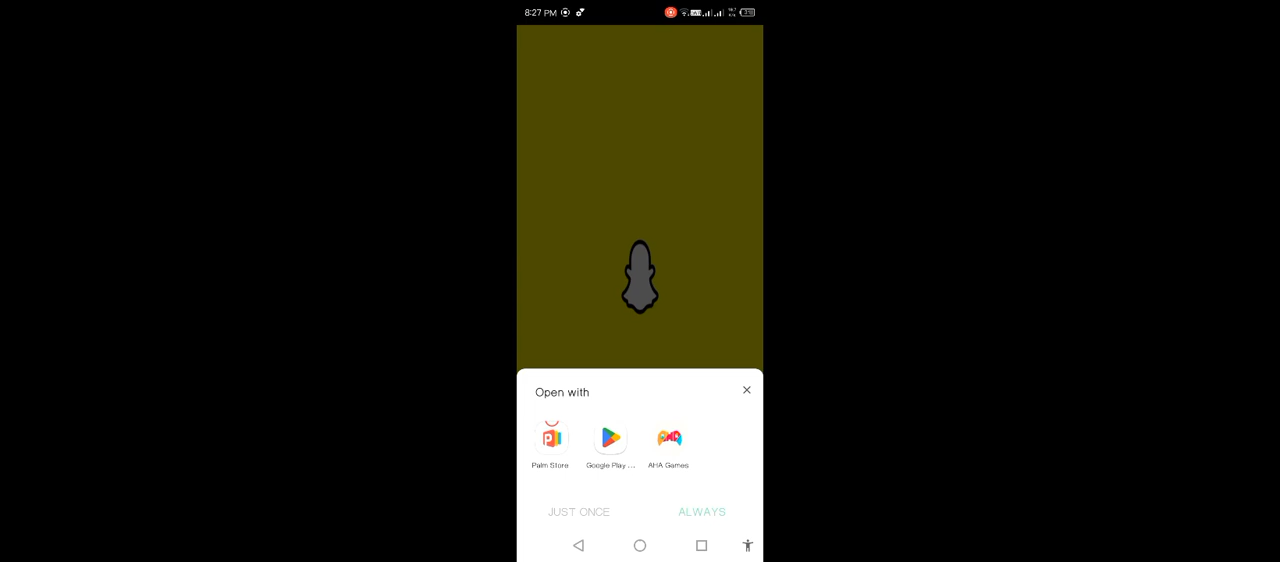 8:27 PM
Open with
Palm Store
Google Play ...
AHA Games
JUST ONCE
ALWAYS